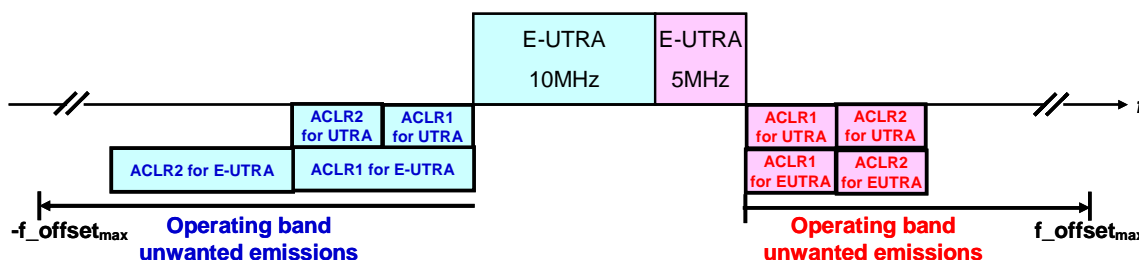 E-UTRA
10MHz
E-UTRA
5MHz
f
ACLR2
for UTRA
ACLR1
for UTRA
ACLR1
for UTRA
ACLR2
for UTRA
ACLR2 for E-UTRA
ACLR1 for E-UTRA
ACLR1
for EUTRA
ACLR2
for EUTRA
-f_offsetmax
Operating band
unwanted emissions
Operating band
unwanted emissions
f_offsetmax